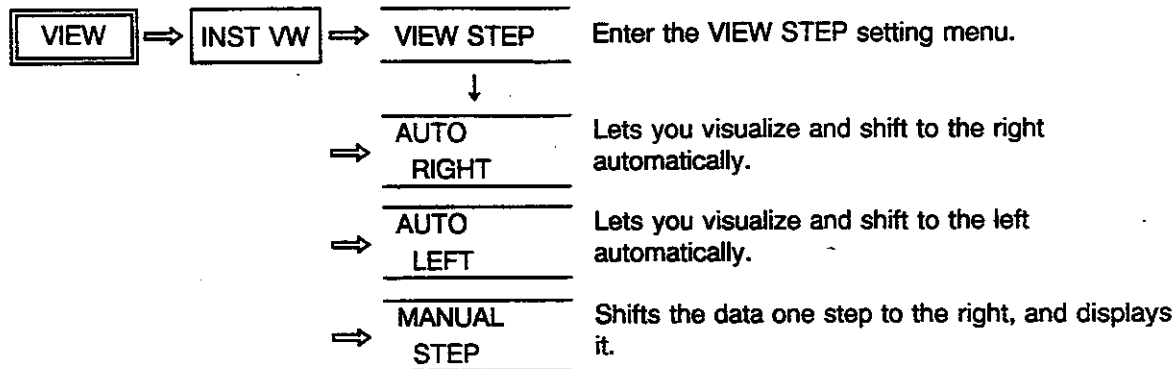 VIEW ⇒ INST VW ⇒ VIEW STEP Enter the VIEW STEP setting menu.
↓
⇒ AUTO RIGHT Lets you visualize and shift to the right
automatically.
⇒ AUTO LEFT Lets you visualize and shift to the left
automatically.
⇒ MANUAL STEP Shifts the data one step to the right, and displays
it.